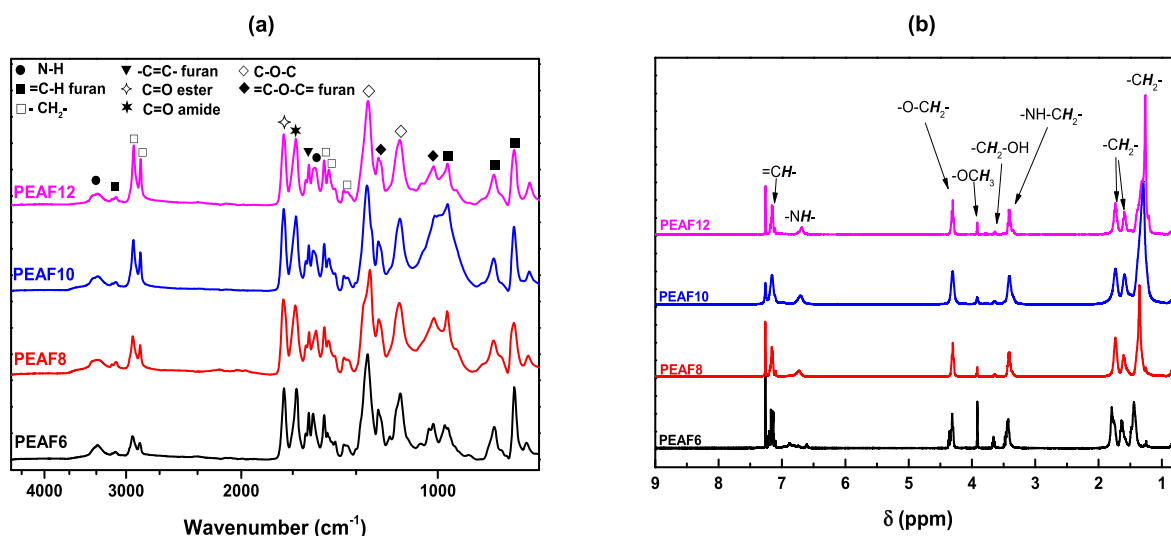 (a)
● N-H ▼ -C=C- furan ◇ C-O-C
■ =C-H furan ✧ C=O ester ◆ =C-O-C= furan
□ - CH₂- ✶ C=O amide
PEAF12
PEAF10
PEAF8
PEAF6
4000 3000 2000 1000
Wavenumber (cm⁻¹)
(b)
-CH₂-
-O-CH₂-
-NH-CH₂-
-CH₂-OH
-CH₂-
=CH-
-OCH₃
-NH-
PEAF12
PEAF10
PEAF8
PEAF6
9 8 7 6 5 4 3 2 1
δ (ppm)